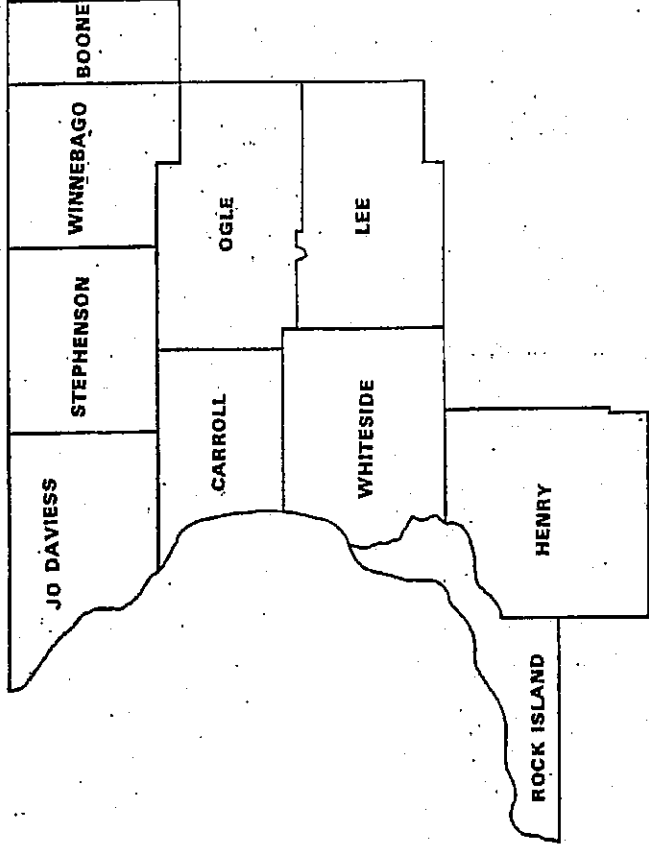 JO DAVIESS
STEPHENSON
WINNEBAGO
BOONE
CARROLL
OGLE
WHITESIDE
LEE
ROCK ISLAND
HENRY